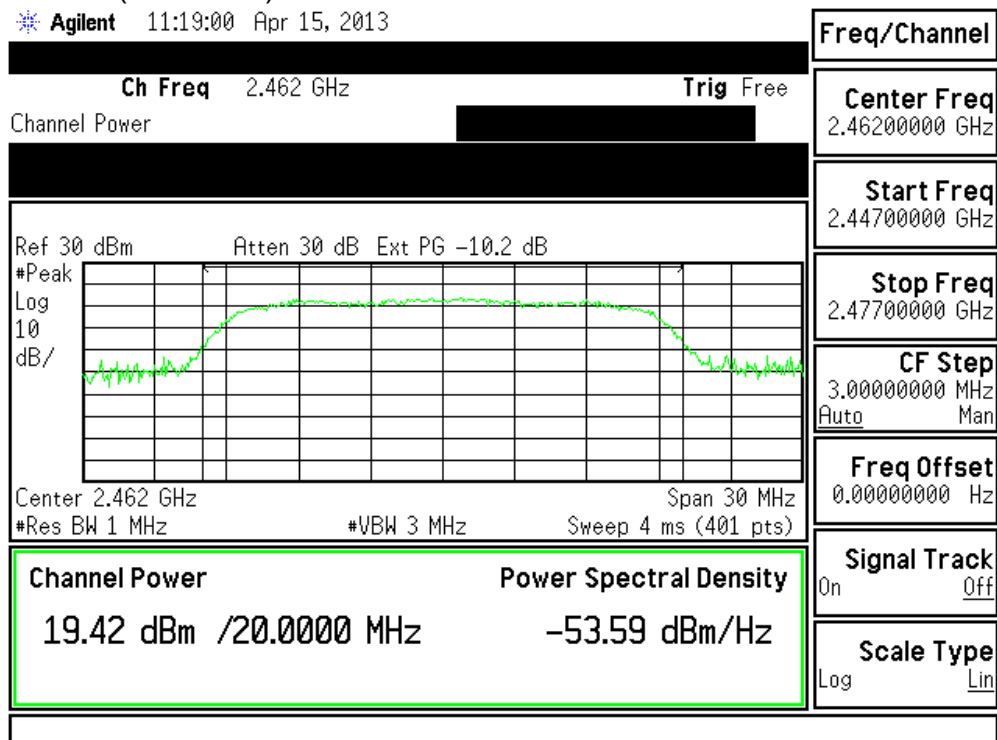 Agilent 11:19:00 Apr 15, 2013
Ch Freq 2.462 GHz Trig Free
Channel Power
Ref 30 dBm Atten 30 dB Ext PG -10.2 dB
#Peak
Log
10
dB/
Center 2.462 GHz Span 30 MHz
#Res BW 1 MHz #VBW 3 MHz Sweep 4 ms (401 pts)
Channel Power Power Spectral Density
19.42 dBm /20.0000 MHz -53.59 dBm/Hz
Freq/Channel
Center Freq
2.46200000 GHz
Start Freq
2.44700000 GHz
Stop Freq
2.47700000 GHz
CF Step
3.00000000 MHz
Auto Man
Freq Offset
0.00000000 Hz
Signal Track
On Off
Scale Type
Log Lin